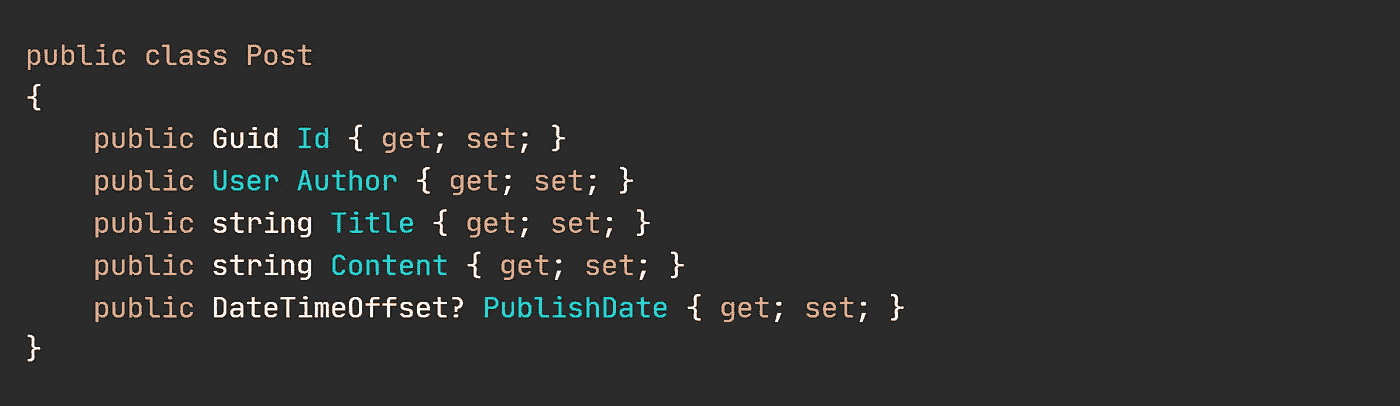 public class Post
{
    public Guid Id { get; set; }
    public User Author { get; set; }
    public string Title { get; set; }
    public string Content { get; set; }
    public DateTimeOffset? PublishDate { get; set; }
}